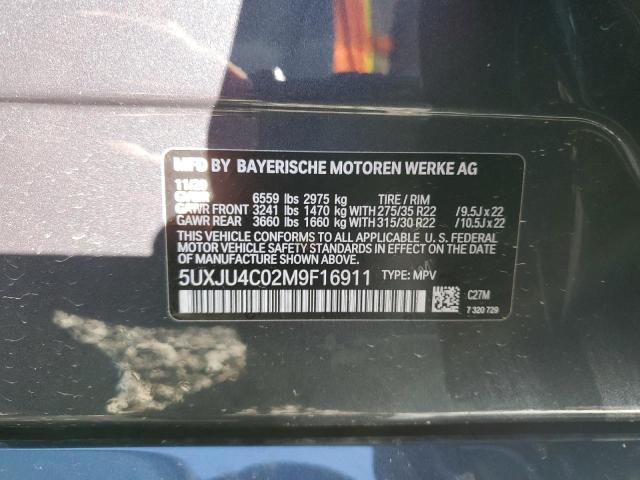 MFD BY BAYERISCHE MOTOREN WERKE AG
11/20
GVWR 6559 lbs 2975 kg TIRE / RIM
GAWR FRONT 3241 lbs 1470 kg WITH 275/35 R22 /9.5J x 22
GAWR REAR 3660 lbs 1660 kg WITH 315/30 R22 /10.5J x 22
THIS VEHICLE CONFORMS TO ALL APPLICABLE U. S. FEDERAL
MOTOR VEHICLE SAFETY STANDARDS IN EFFECT ON THE
DATE OF MANUFACTURE SHOWN ABOVE.
5UXJU4C02M9F16911 TYPE: MPV
C27M
7 320 729